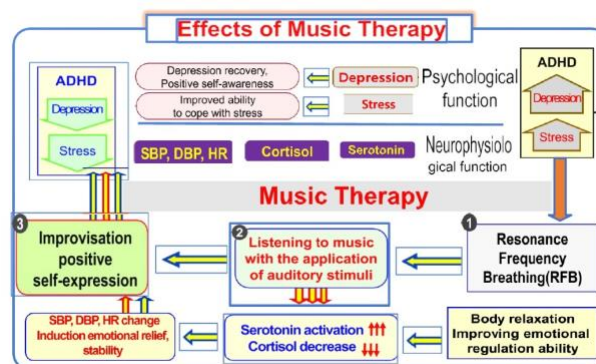 Effects of Music Therapy
ADHD
Depression
Stress
Depression recovery,
Positive self-awareness
Depression
Improved ability
to cope with stress
Stress
Psychological
function
ADHD
Depression
Stress
SBP, DBP, HR
Cortisol
Serotonin
Neurophysiolo
gical function
Music Therapy
3
Improvisation
positive
self-expression
2
Listening to music
with the application
of auditory stimuli
1
Resonance
Frequency
Breathing(RFB)
SBP, DBP, HR change
Induction emotional relief,
stability
Serotonin activation ↑↑↑
Cortisol decrease ↓↓↓
Body relaxation
Improving emotional
regulation ability